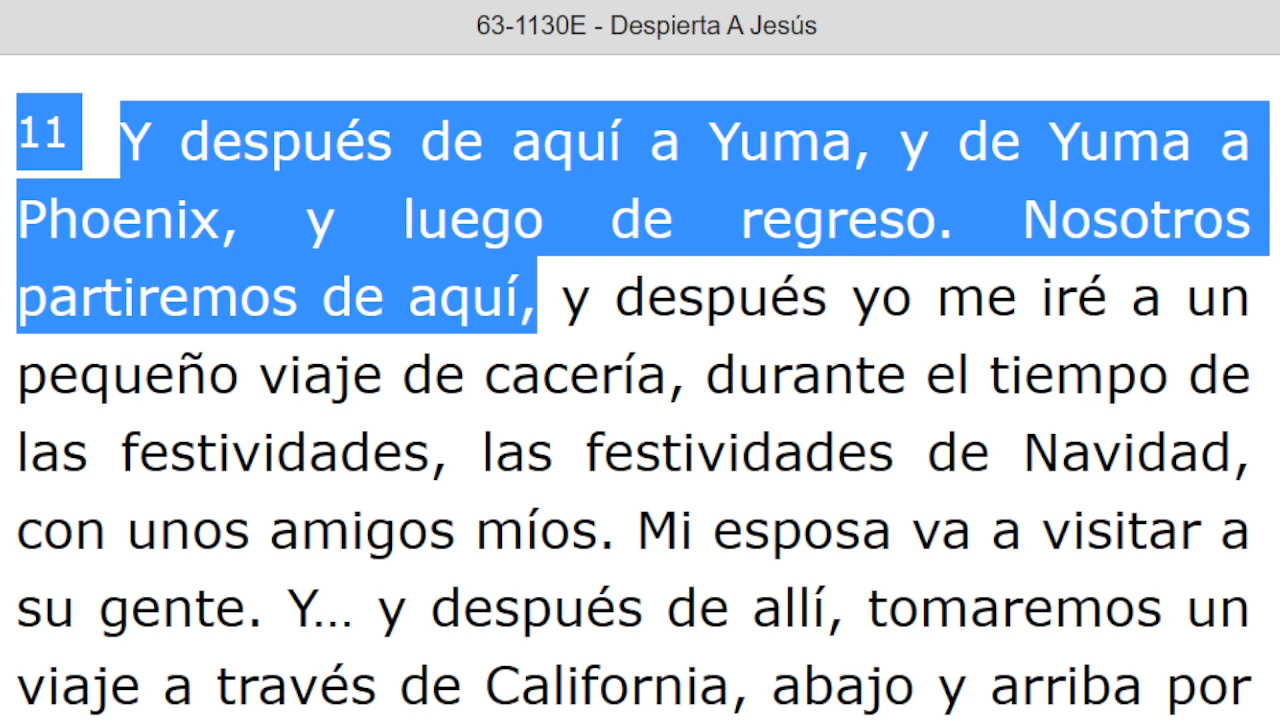 63-1130E - Despierta A Jesús
11 Y después de aquí a Yuma, y de Yuma a
Phoenix, y luego de regreso. Nosotros
partiremos de aquí, y después yo me iré a un
pequeño viaje de cacería, durante el tiempo de
las festividades, las festividades de Navidad,
con unos amigos míos. Mi esposa va a visitar a
su gente. Y... y después de allí, tomaremos un
viaje a través de California, abajo y arriba por